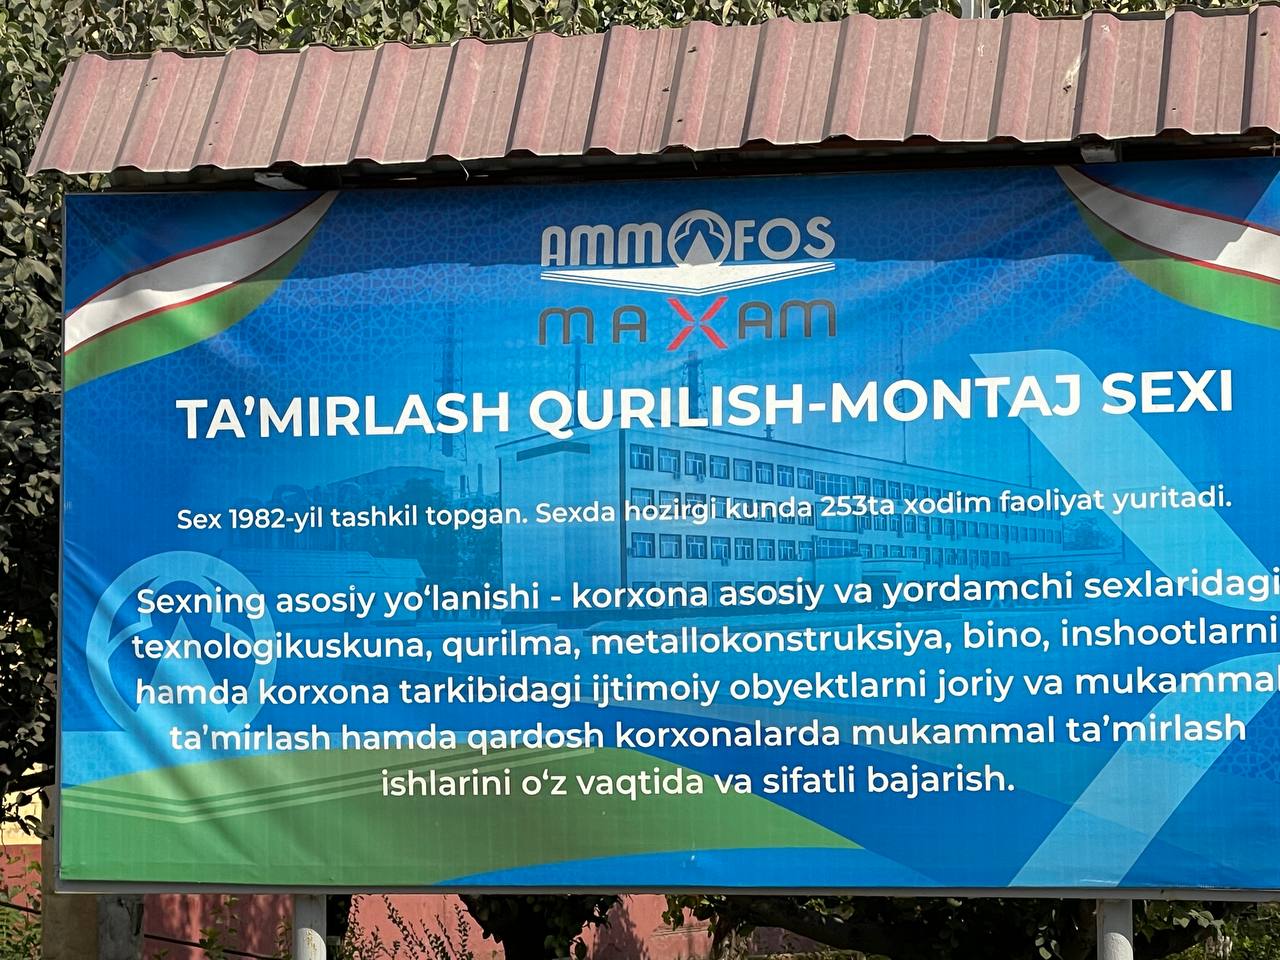 AMMOFOS
MAXAM
TA’MIRLASH QURILISH-MONTAJ SEXI
Sex 1982-yil tashkil topgan. Sexda hozirgi kunda 253ta xodim faoliyat yuritadi.
Sexning asosiy yo‘lanishi - korxona asosiy va yordamchi sexlaridagi
texnologikuskuna, qurilma, metallokonstruksiya, bino, inshootlarni
hamda korxona tarkibidagi ijtimoiy obyektlarni joriy va mukammal
ta’mirlash hamda qardosh korxonalarda mukammal ta’mirlash
ishlarini o‘z vaqtida va sifatli bajarish.